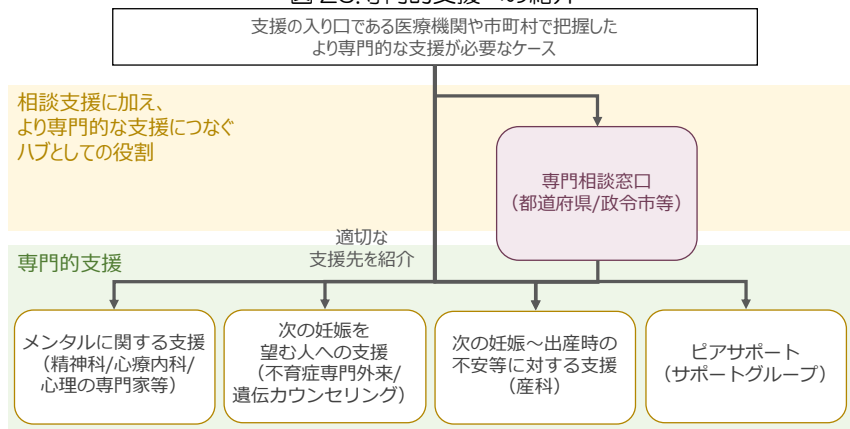 支援の入り口である医療機関や市町村で把握した
より専門的な支援が必要なケース
相談支援に加え、
より専門的な支援につなぐ
ハブとしての役割
専門相談窓口
（都道府県/政令市等）
適切な
支援先を紹介
専門的支援
メンタルに関する支援
（精神科/心療内科/
心理の専門家等）
次の妊娠を
望む人への支援
（不育症専門外来/
遺伝カウンセリング）
次の妊娠～出産時の
不安等に対する支援
（産科）
ピアサポート
（サポートグループ）